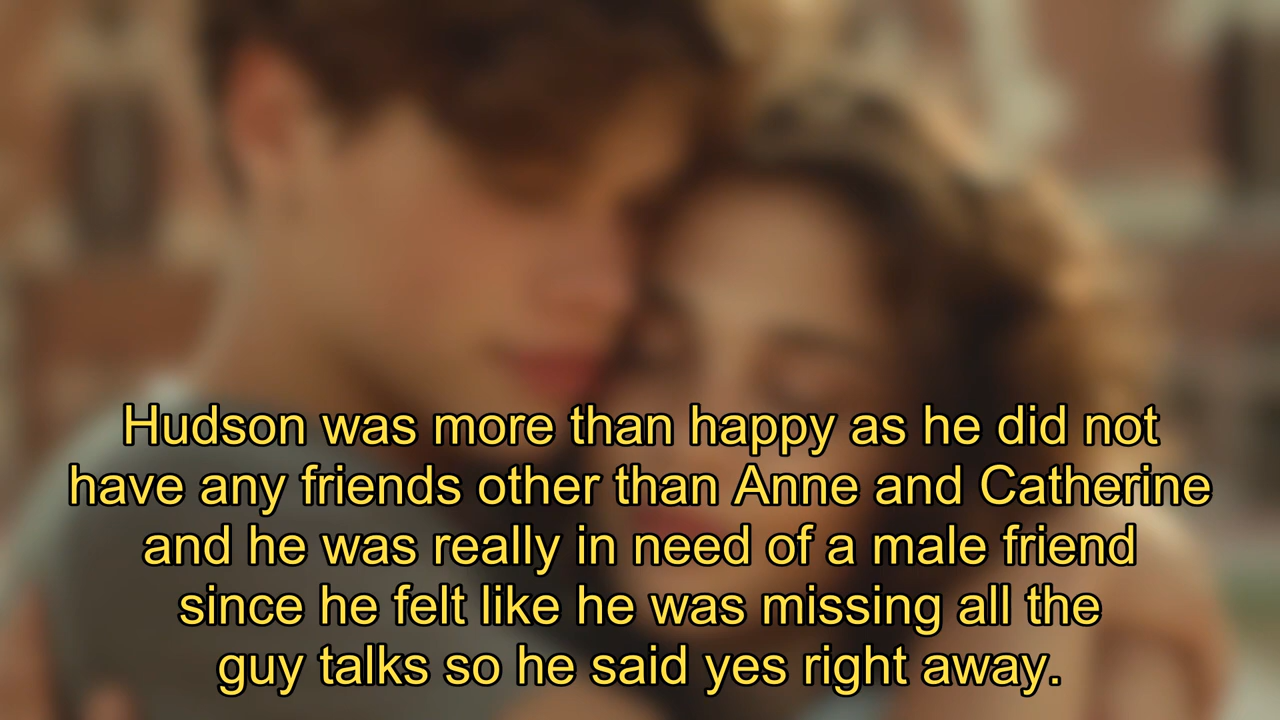 Hudson was more than happy as he did not
have any friends other than Anne and Catherine
and he was really in need of a male friend
since he felt like he was missing all the
guy talks so he said yes right away.